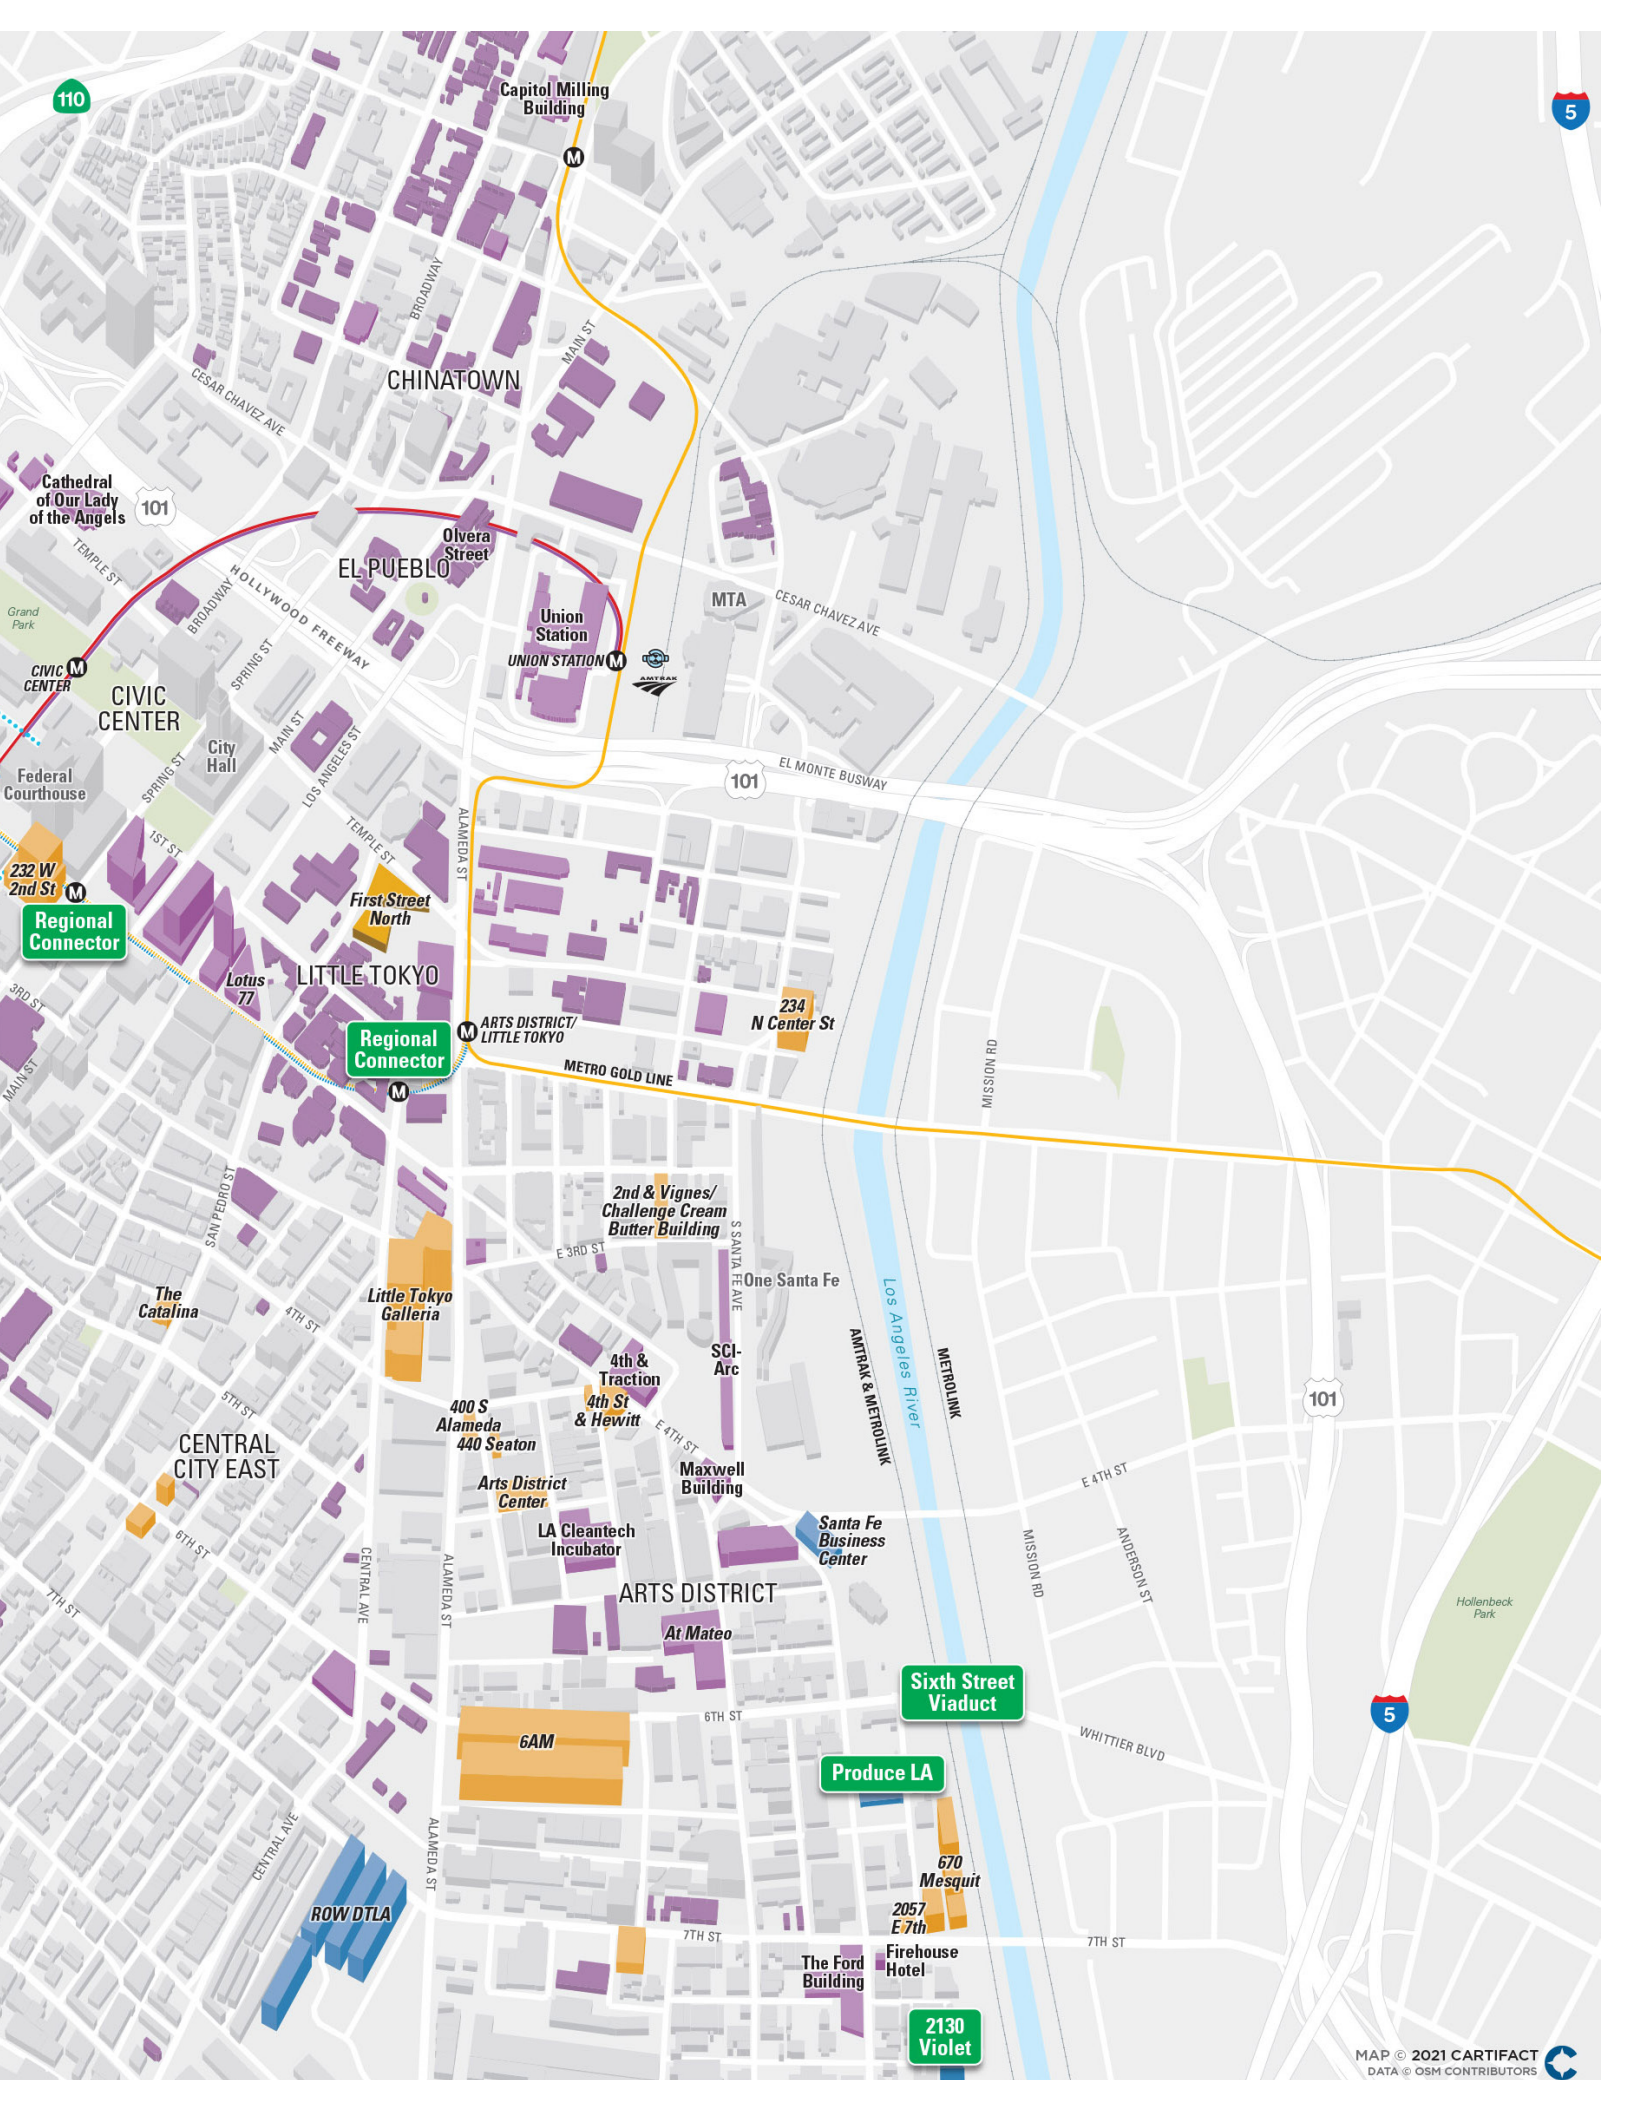 Capitol Milling
Building
110
5
M
BROADWAY
MAIN ST
CHINATOWN
CESAR CHAVEZ AVE
Cathedral
of Our Lady
of the Angels
101
TEMPLE ST
Olvera
Street
EL PUEBLO
HOLLYWOOD FREEWAY
BROADWAY
Grand
Park
MTA
CESAR CHAVEZ AVE
Union
Station
UNION STATION
M
AMTRAK
SPRING ST
CIVIC
CENTER
M
CIVIC
CENTER
MAIN ST
LOS ANGELES ST
City
Hall
SPRING ST
Federal
Courthouse
101
EL MONTE BUSWAY
ALAMEDA ST
TEMPLE ST
1ST ST
232 W
2nd St
M
First Street
North
Regional
Connector
LITTLE TOKYO
Lotus
77
3RD ST
234
N Center St
M
ARTS DISTRICT/
LITTLE TOKYO
Regional
Connector
METRO GOLD LINE
MISSION RD
MAIN ST
M
SAN PEDRO ST
2nd & Vignes/
Challenge Cream
Butter Building
E 3RD ST
S SANTA FE AVE
One Santa Fe
The
Catalina
Little Tokyo
Galleria
4TH ST
Los Angeles River
AMTRAK & METROLINK
METROLINK
SCI-
Arc
4th &
Traction
4th St
& Hewitt
101
400 S
Alameda
440 Seaton
5TH ST
E 4TH ST
CENTRAL
CITY EAST
Maxwell
Building
E 4TH ST
Arts District
Center
LA Cleantech
Incubator
Santa Fe
Business
Center
6TH ST
MISSION RD
ANDERSON ST
CENTRAL AVE
ALAMEDA ST
7TH ST
ARTS DISTRICT
Hollenbeck
Park
At Mateo
Sixth Street
Viaduct
6TH ST
5
6AM
WHITTIER BLVD
Produce LA
CENTRAL AVE
ALAMEDA ST
670
Mesquit
ROW DTLA
2057
E 7th
7TH ST
7TH ST
The Ford
Building
Firehouse
Hotel
2130
Violet
MAP © 2021 CARTIFACT
DATA © OSM CONTRIBUTORS